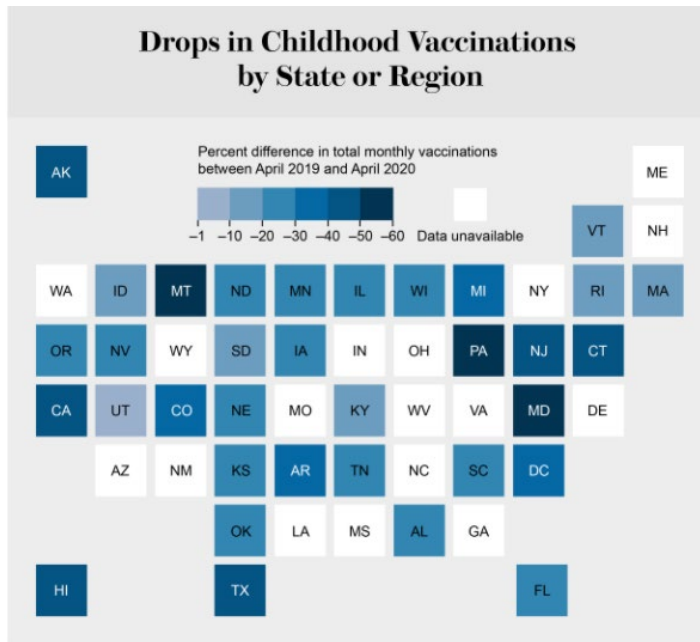 Drops in Childhood Vaccinations
by State or Region
Percent difference in total monthly vaccinations
between April 2019 and April 2020
–1 –10 –20 –30 –40 –50 –60 Data unavailable
AK ME
VT NH
WA ID MT ND MN IL WI MI NY RI MA
OR NV WY SD IA IN OH PA NJ CT
CA UT CO NE MO KY WV VA MD DE
AZ NM KS AR TN NC SC DC
OK LA MS AL GA
HI TX FL